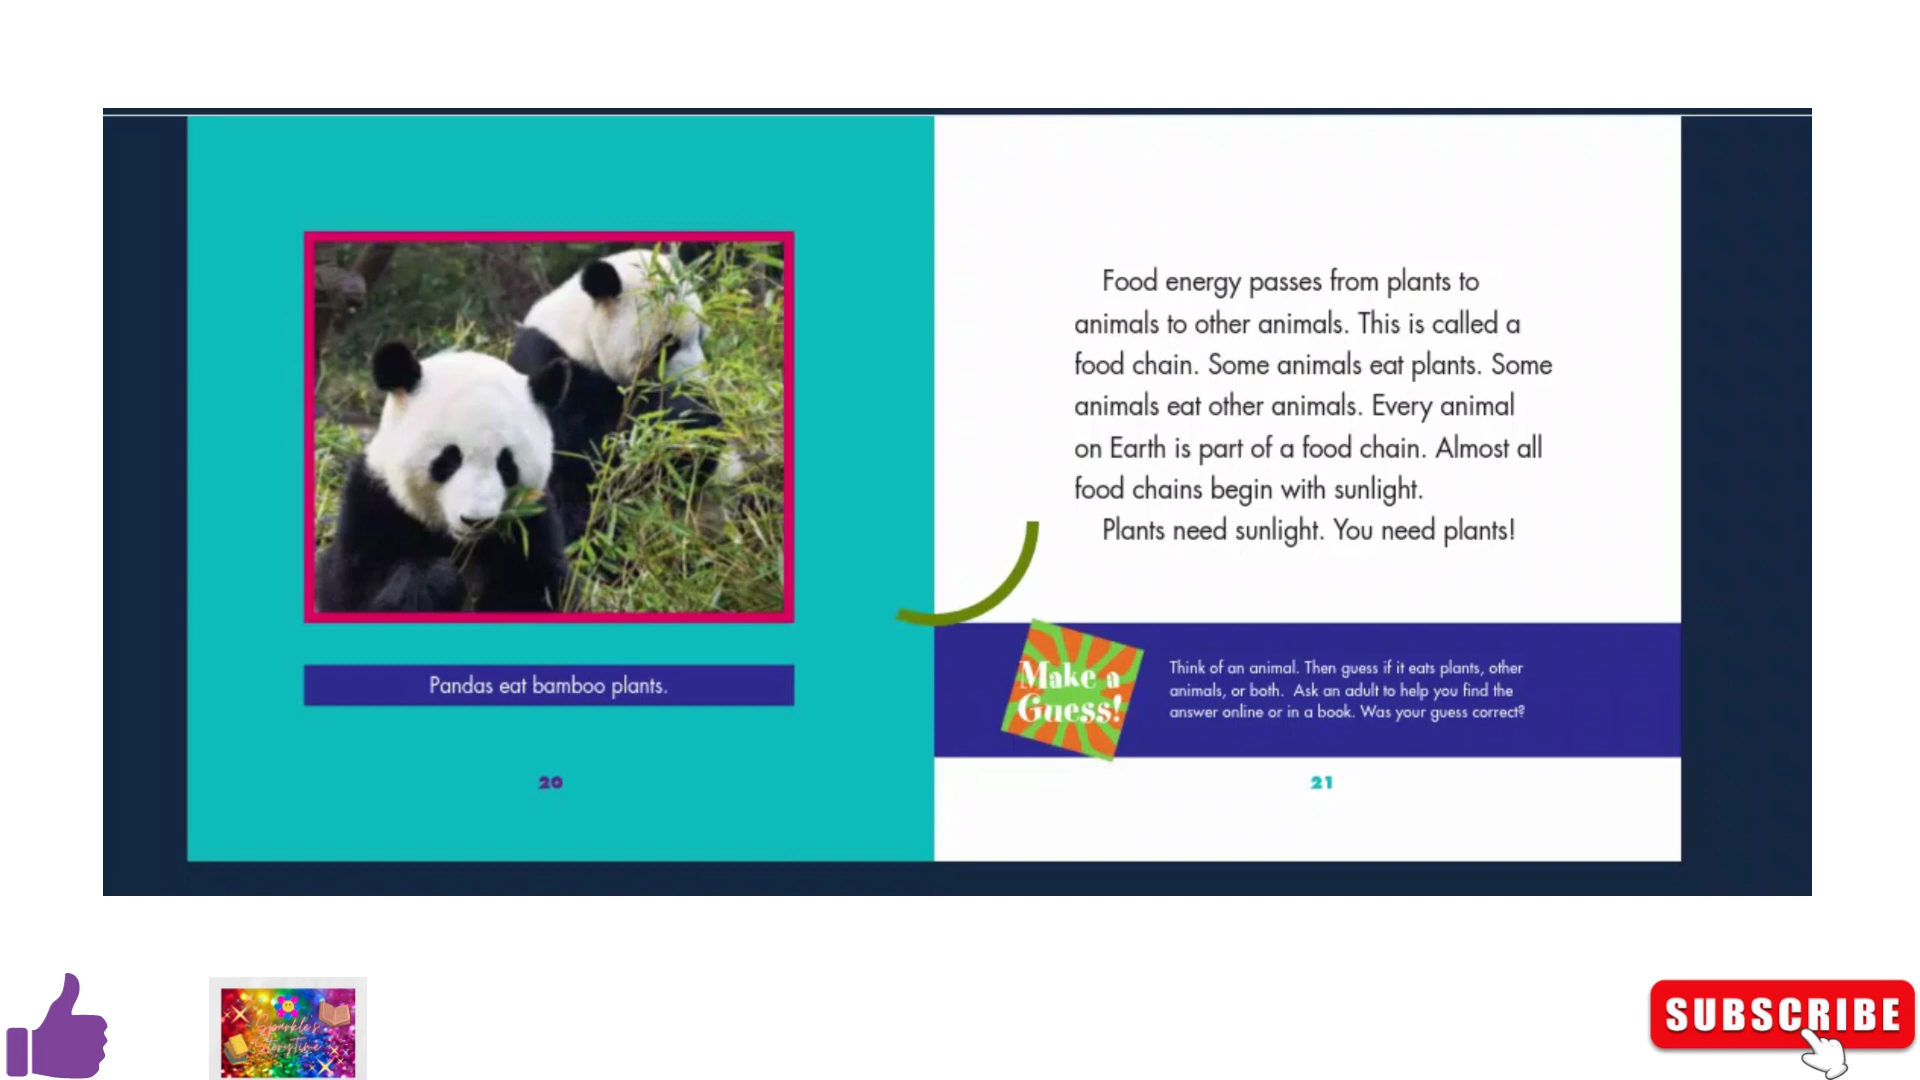 Food energy passes from plants to
animals to other animals. This is called a
food chain. Some animals eat plants. Some
animals eat other animals. Every animal
on Earth is part of a food chain. Almost all
food chains begin with sunlight.
Plants need sunlight. You need plants!
Pandas eat bamboo plants.
Make a
Guess!
Think of an animal. Then guess if it eats plants, other
animals, or both.  Ask an adult to help you find the
answer online or in a book. Was your guess correct?
20
21
Sparkle's
Storytime
SUBSCRIBE